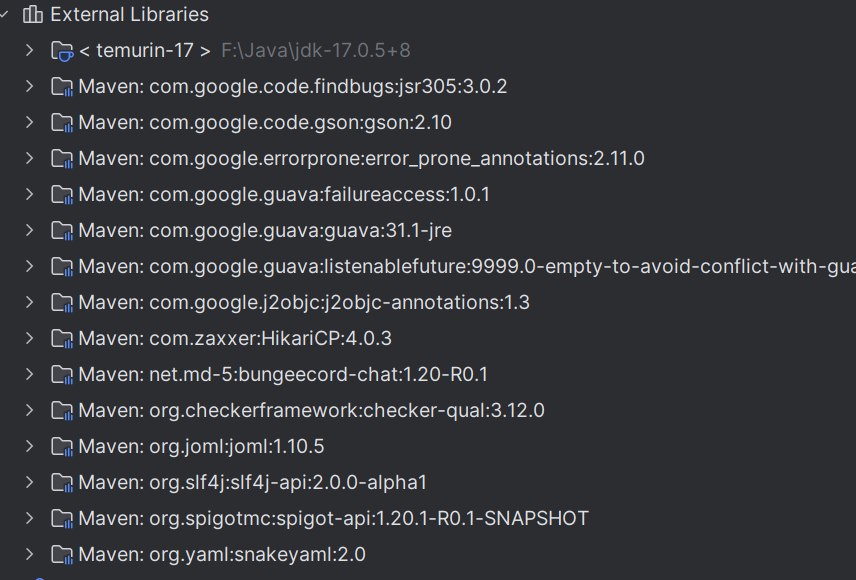 External Libraries
< temurin-17 > F:\Java\jdk-17.0.5+8
Maven: com.google.code.findbugs:jsr305:3.0.2
Maven: com.google.code.gson:gson:2.10
Maven: com.google.errorprone:error_prone_annotations:2.11.0
Maven: com.google.guava:failureaccess:1.0.1
Maven: com.google.guava:guava:31.1-jre
Maven: com.google.guava:listenablefuture:9999.0-empty-to-avoid-conflict-with-gua
Maven: com.google.j2objc:j2objc-annotations:1.3
Maven: com.zaxxer:HikariCP:4.0.3
Maven: net.md-5:bungeecord-chat:1.20-R0.1
Maven: org.checkerframework:checker-qual:3.12.0
Maven: org.joml:joml:1.10.5
Maven: org.slf4j:slf4j-api:2.0.0-alpha1
Maven: org.spigotmc:spigot-api:1.20.1-R0.1-SNAPSHOT
Maven: org.yaml:snakeyaml:2.0